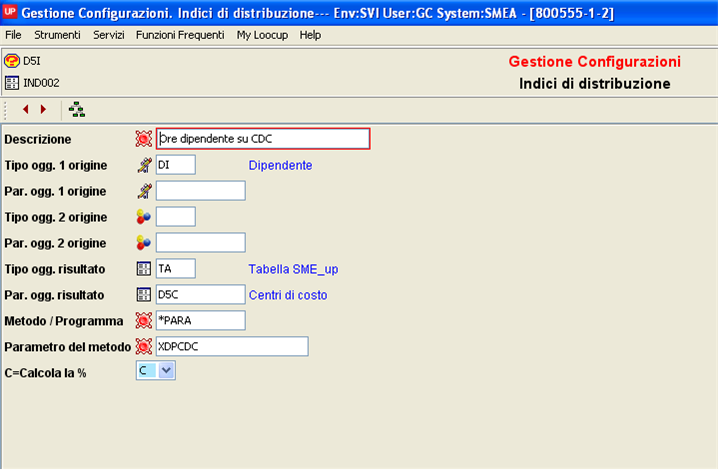 UP Gestione Configurazioni. Indici di distribuzione--- Env:SVI User:GC System:SMEA - [800555-1-2]
File Strumenti Servizi Funzioni Frequenti My Loocup Help
D5I
Gestione Configurazioni
IND002
Indici di distribuzione
Descrizione Ore dipendente su CDC
Tipo ogg. 1 origine DI Dipendente
Par. ogg. 1 origine
Tipo ogg. 2 origine
Par. ogg. 2 origine
Tipo ogg. risultato TA Tabella SME_up
Par. ogg. risultato D5C Centri di costo
Metodo / Programma *PARA
Parametro del metodo XDPCDC
C=Calcola la % C